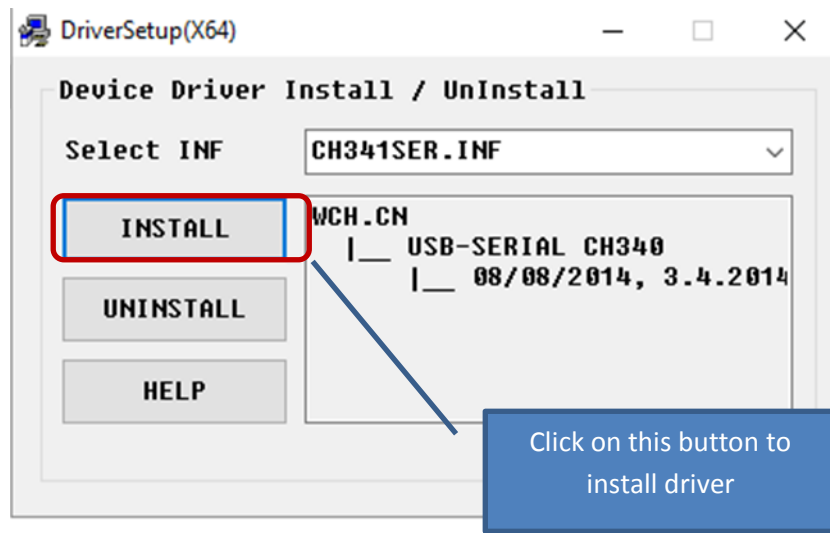 DriverSetup(X64)
Device Driver Install / UnInstall
Select INF
CH341SER.INF
INSTALL
UNINSTALL
HELP
WCH.CN
|__ USB-SERIAL CH340
|__ 08/08/2014, 3.4.2014
Click on this button to
install driver